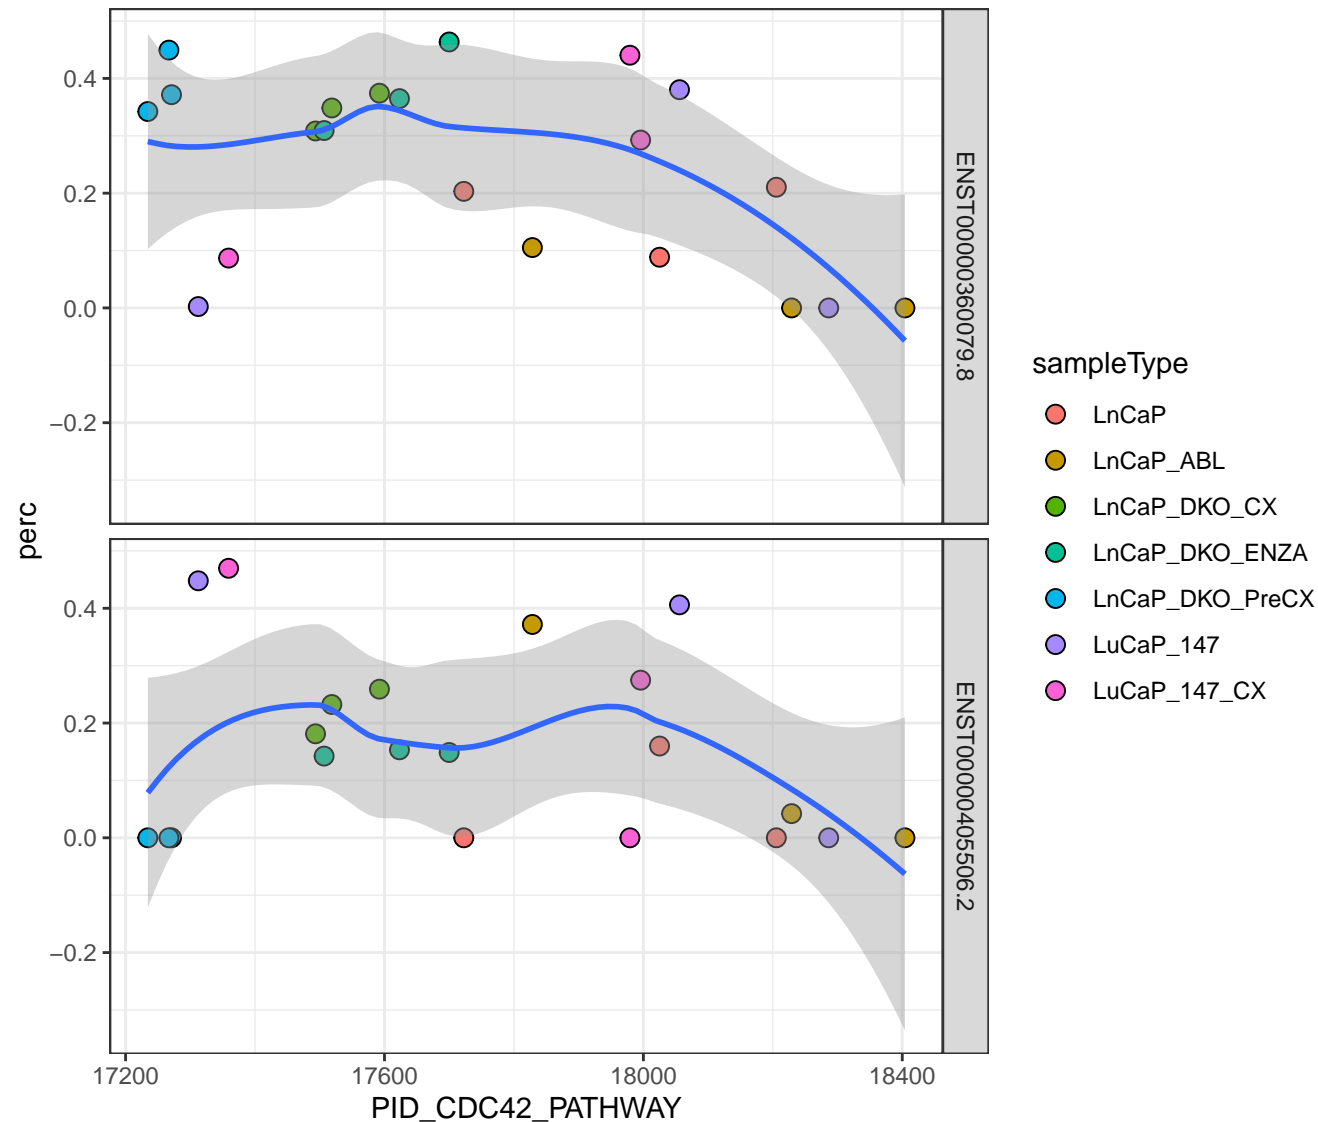 perc
0.4
0.2
0.0
−0.2
ENST00000360079.8
0.4
0.2
0.0
−0.2
ENST00000405506.2
17200
17600
18000
18400
PID_CDC42_PATHWAY
sampleType
LnCaP
LnCaP_ABL
LnCaP_DKO_CX
LnCaP_DKO_ENZA
LnCaP_DKO_PreCX
LuCaP_147
LuCaP_147_CX